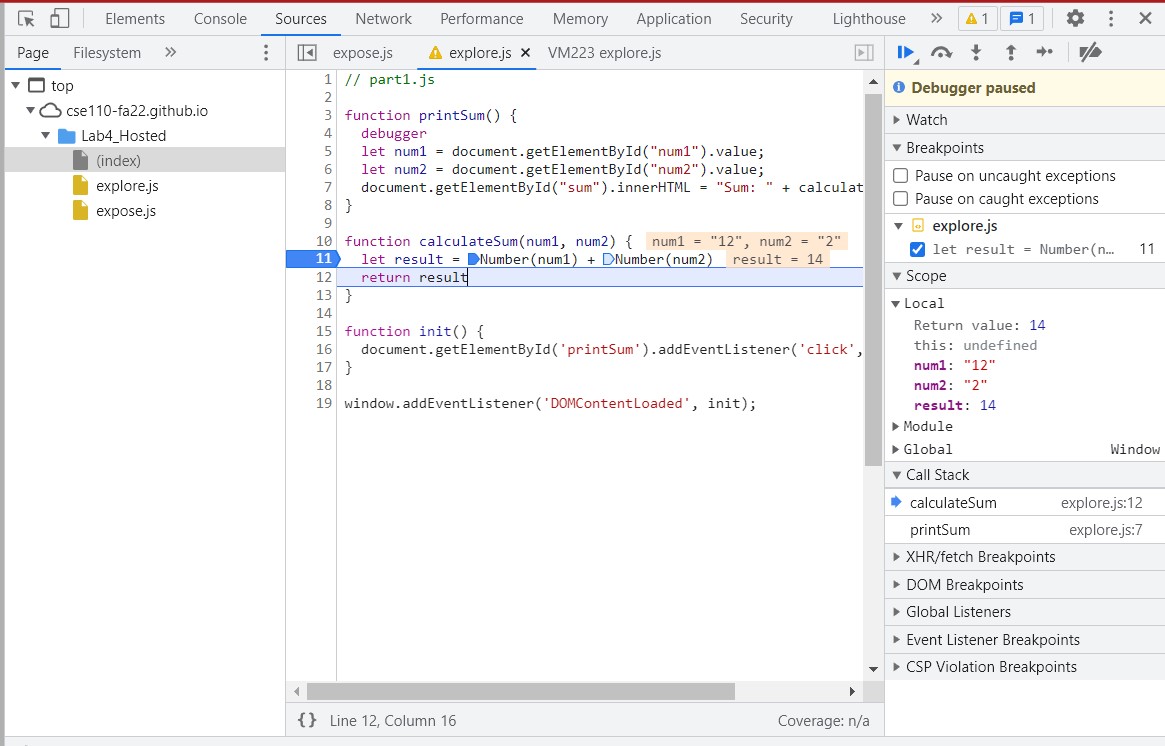 Elements Console Sources Network Performance Memory Application Security Lighthouse » 1 1
Page Filesystem »
expose.js explore.js × VM223 explore.js
top
cse110-fa22.github.io
Lab4_Hosted
(index)
explore.js
expose.js
1 // part1.js
2
3 function printSum() {
4   debugger
5   let num1 = document.getElementById("num1").value;
6   let num2 = document.getElementById("num2").value;
7   document.getElementById("sum").innerHTML = "Sum: " + calculat
8 }
9
10 function calculateSum(num1, num2) { num1 = "12", num2 = "2"
11   let result = Number(num1) + Number(num2) result = 14
12   return result
13 }
14
15 function init() {
16   document.getElementById('printSum').addEventListener('click',
17 }
18
19 window.addEventListener('DOMContentLoaded', init);
{} Line 12, Column 16 Coverage: n/a
Debugger paused
Watch
Breakpoints
Pause on uncaught exceptions
Pause on caught exceptions
explore.js
let result = Number(n… 11
Scope
Local
Return value: 14
this: undefined
num1: "12"
num2: "2"
result: 14
Module
Global Window
Call Stack
calculateSum explore.js:12
printSum explore.js:7
XHR/fetch Breakpoints
DOM Breakpoints
Global Listeners
Event Listener Breakpoints
CSP Violation Breakpoints